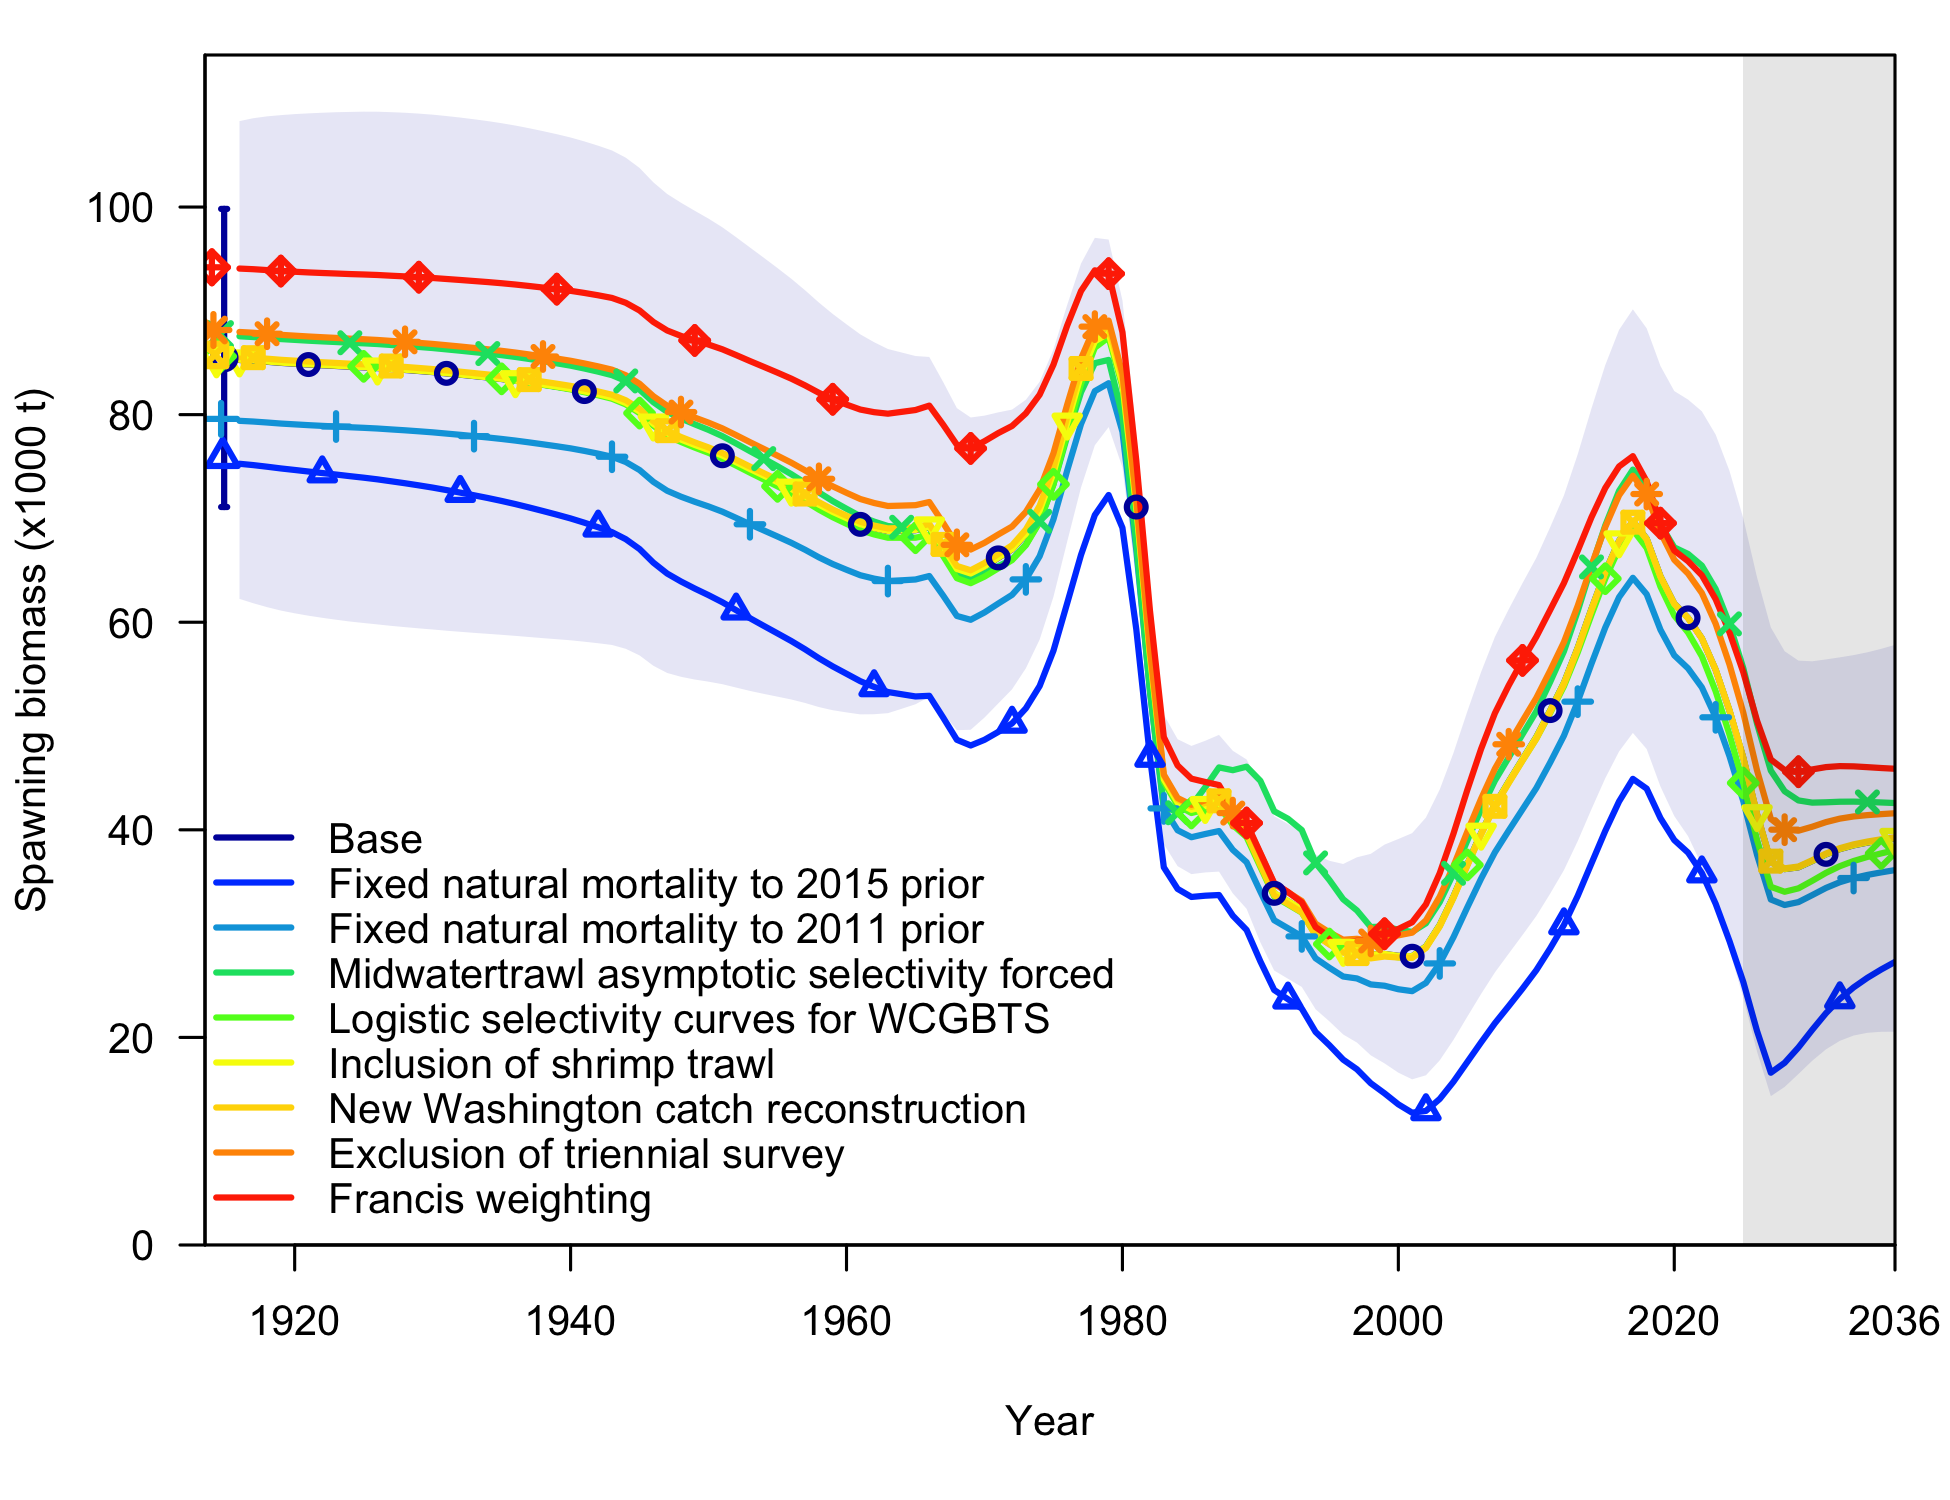 Spawning biomass (x1000 t)
100
80
60
40
20
0
Base
Fixed natural mortality to 2015 prior
Fixed natural mortality to 2011 prior
Midwatertrawl asymptotic selectivity forced
Logistic selectivity curves for WCGBTS
Inclusion of shrimp trawl
New Washington catch reconstruction
Exclusion of triennial survey
Francis weighting
1920 1940 1960 1980 2000 2020 2036
Year